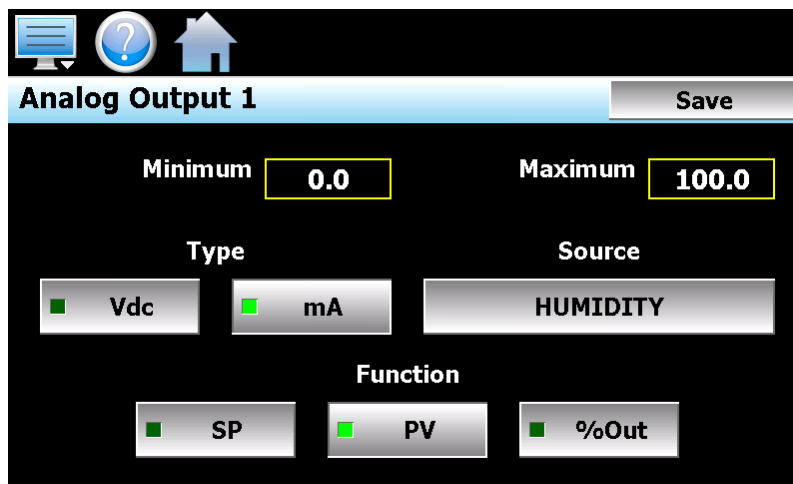 ?
Analog Output 1 Save
Minimum 0.0 Maximum 100.0
Type Source
Vdc mA HUMIDITY
Function
SP PV %Out